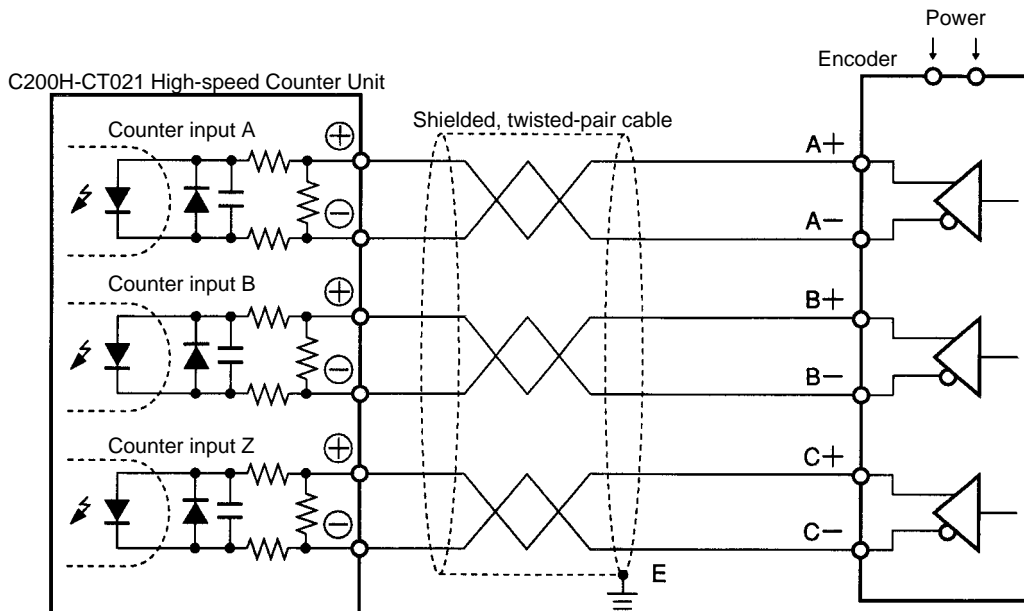 Power
Encoder
C200H-CT021 High-speed Counter Unit
Counter input A
Shielded, twisted-pair cable
+
A+
−
A−
Counter input B
+
B+
−
B−
Counter input Z
+
C+
−
C−
E